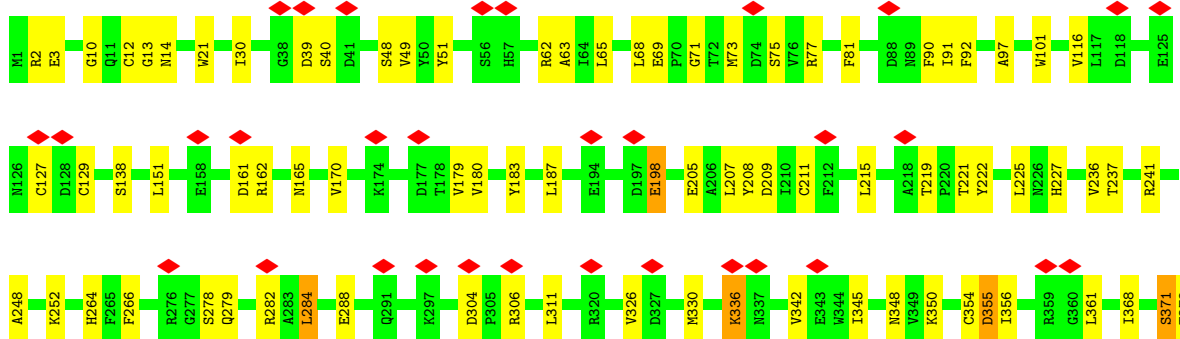 M1 R2 E3 G10 Q11 C12 G13 N14 W21 I30 G38 D39 S40 D41 S48 V49 Y50 Y51 S56 H57 R62 A63 I64 L65 L68 E69 P70 G71 T72 M73 D74 S75 V76 R77 F81 D88 N89 F90 I91 F92 A97 W101 V116 L117 D118 E125
N126 C127 D128 C129 S138 L151 E158 D161 R162 N165 V170 K174 D177 T178 V179 V180 Y183 L187 E194 D197 E198 E205 A206 L207 Y208 D209 I210 C211 F212 L215 A218 T219 P220 T221 Y222 L225 N226 H227 V236 T237 R241
A248 K252 H264 F265 F266 R276 G277 S278 Q279 R282 A283 L284 E288 Q291 K297 D304 P305 R306 L311 R320 V326 D327 M330 K336 N337 V342 E343 W344 I345 N348 V349 K350 C354 D355 I356 R359 G360 L361 I368 S371